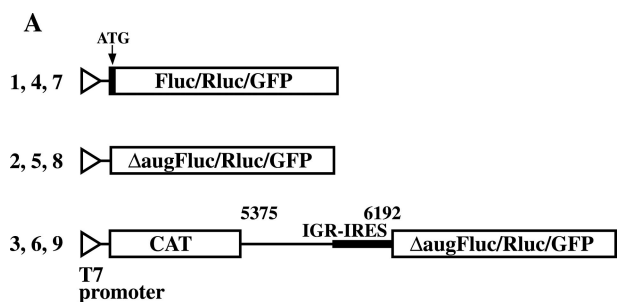 A
ATG
1, 4, 7 Fluc/Rluc/GFP
2, 5, 8 ΔaugFluc/Rluc/GFP
5375 6192
IGR-IRES
3, 6, 9 CAT ΔaugFluc/Rluc/GFP
T7
promoter